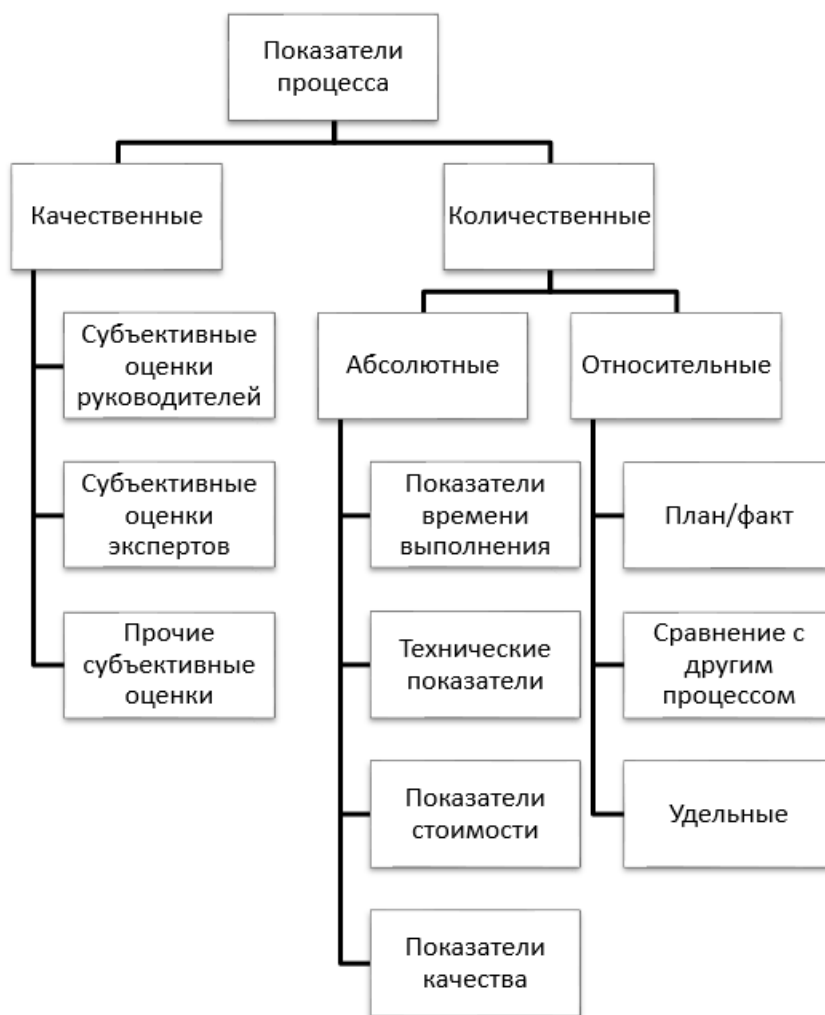 Показатели
процесса
Качественные
Количественные
Субъективные
оценки
руководителей
Субъективные
оценки
экспертов
Прочие
субъективные
оценки
Абсолютные
Показатели
времени
выполнения
Технические
показатели
Показатели
стоимости
Показатели
качества
Относительные
План/факт
Сравнение с
другим
процессом
Удельные